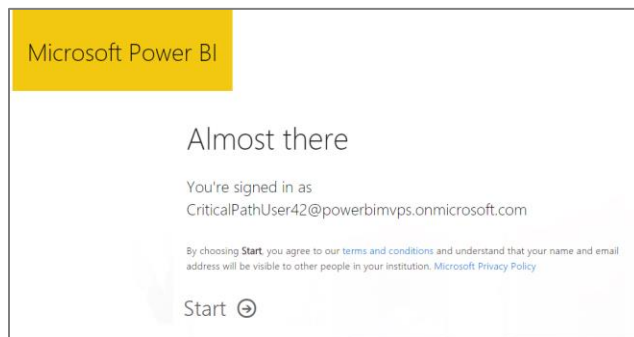 Microsoft Power BI
Almost there
You're signed in as
CriticalPathUser42@powerbimvps.onmicrosoft.com
By choosing Start, you agree to our terms and conditions and understand that your name and email
address will be visible to other people in your institution. Microsoft Privacy Policy
Start